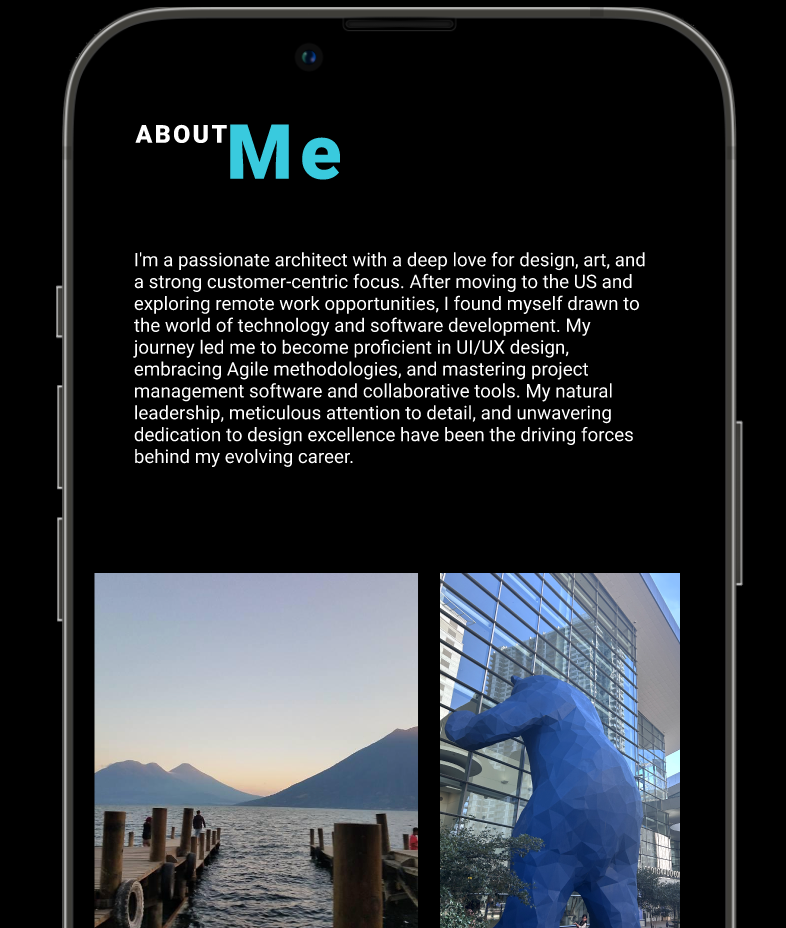 ABOUT Me
I'm a passionate architect with a deep love for design, art, and
a strong customer-centric focus. After moving to the US and
exploring remote work opportunities, I found myself drawn to
the world of technology and software development. My
journey led me to become proficient in UI/UX design,
embracing Agile methodologies, and mastering project
management software and collaborative tools. My natural
leadership, meticulous attention to detail, and unwavering
dedication to design excellence have been the driving forces
behind my evolving career.